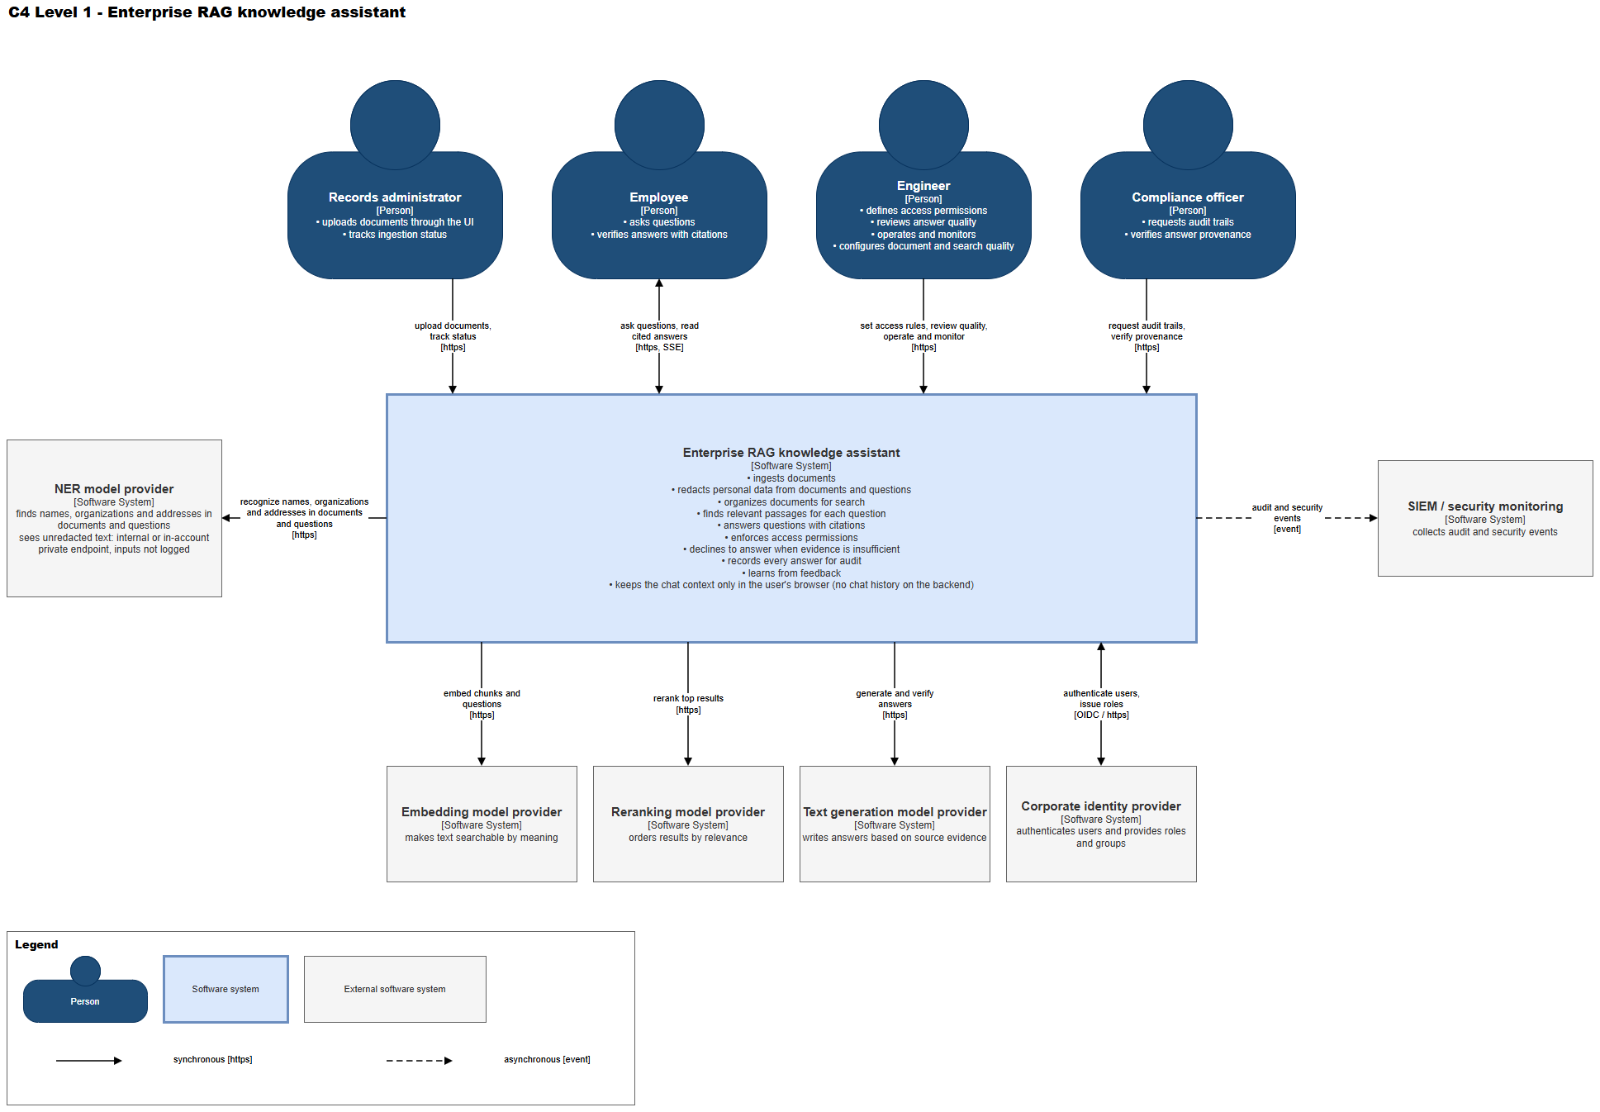 C4 Level 1 - Enterprise RAG knowledge assistant
Records administrator
[Person]
• uploads documents through the UI
• tracks ingestion status
Employee
[Person]
• asks questions
• verifies answers with citations
Engineer
[Person]
• defines access permissions
• reviews answer quality
• operates and monitors
• configures document and search quality
Compliance officer
[Person]
• requests audit trails
• verifies answer provenance
upload documents,
track status
[https]
ask questions, read
cited answers
[https, SSE]
set access rules, review quality,
operate and monitor
[https]
request audit trails,
verify provenance
[https]
NER model provider
[Software System]
finds names, organizations and addresses in
documents and questions
sees unredacted text: internal or in-account
private endpoint, inputs not logged
recognize names, organizations
and addresses in documents
and questions
[https]
Enterprise RAG knowledge assistant
[Software System]
• ingests documents
• redacts personal data from documents and questions
• organizes documents for search
• finds relevant passages for each question
• answers questions with citations
• enforces access permissions
• declines to answer when evidence is insufficient
• records every answer for audit
• learns from feedback
• keeps the chat context only in the user's browser (no chat history on the backend)
audit and security
events
[event]
SIEM / security monitoring
[Software System]
collects audit and security events
embed chunks and
questions
[https]
rerank top results
[https]
generate and verify
answers
[https]
authenticate users,
issue roles
[OIDC / https]
Embedding model provider
[Software System]
makes text searchable by meaning
Reranking model provider
[Software System]
orders results by relevance
Text generation model provider
[Software System]
writes answers based on source evidence
Corporate identity provider
[Software System]
authenticates users and provides roles
and groups
Legend
Person
Software system
External software system
synchronous [https]
asynchronous [event]